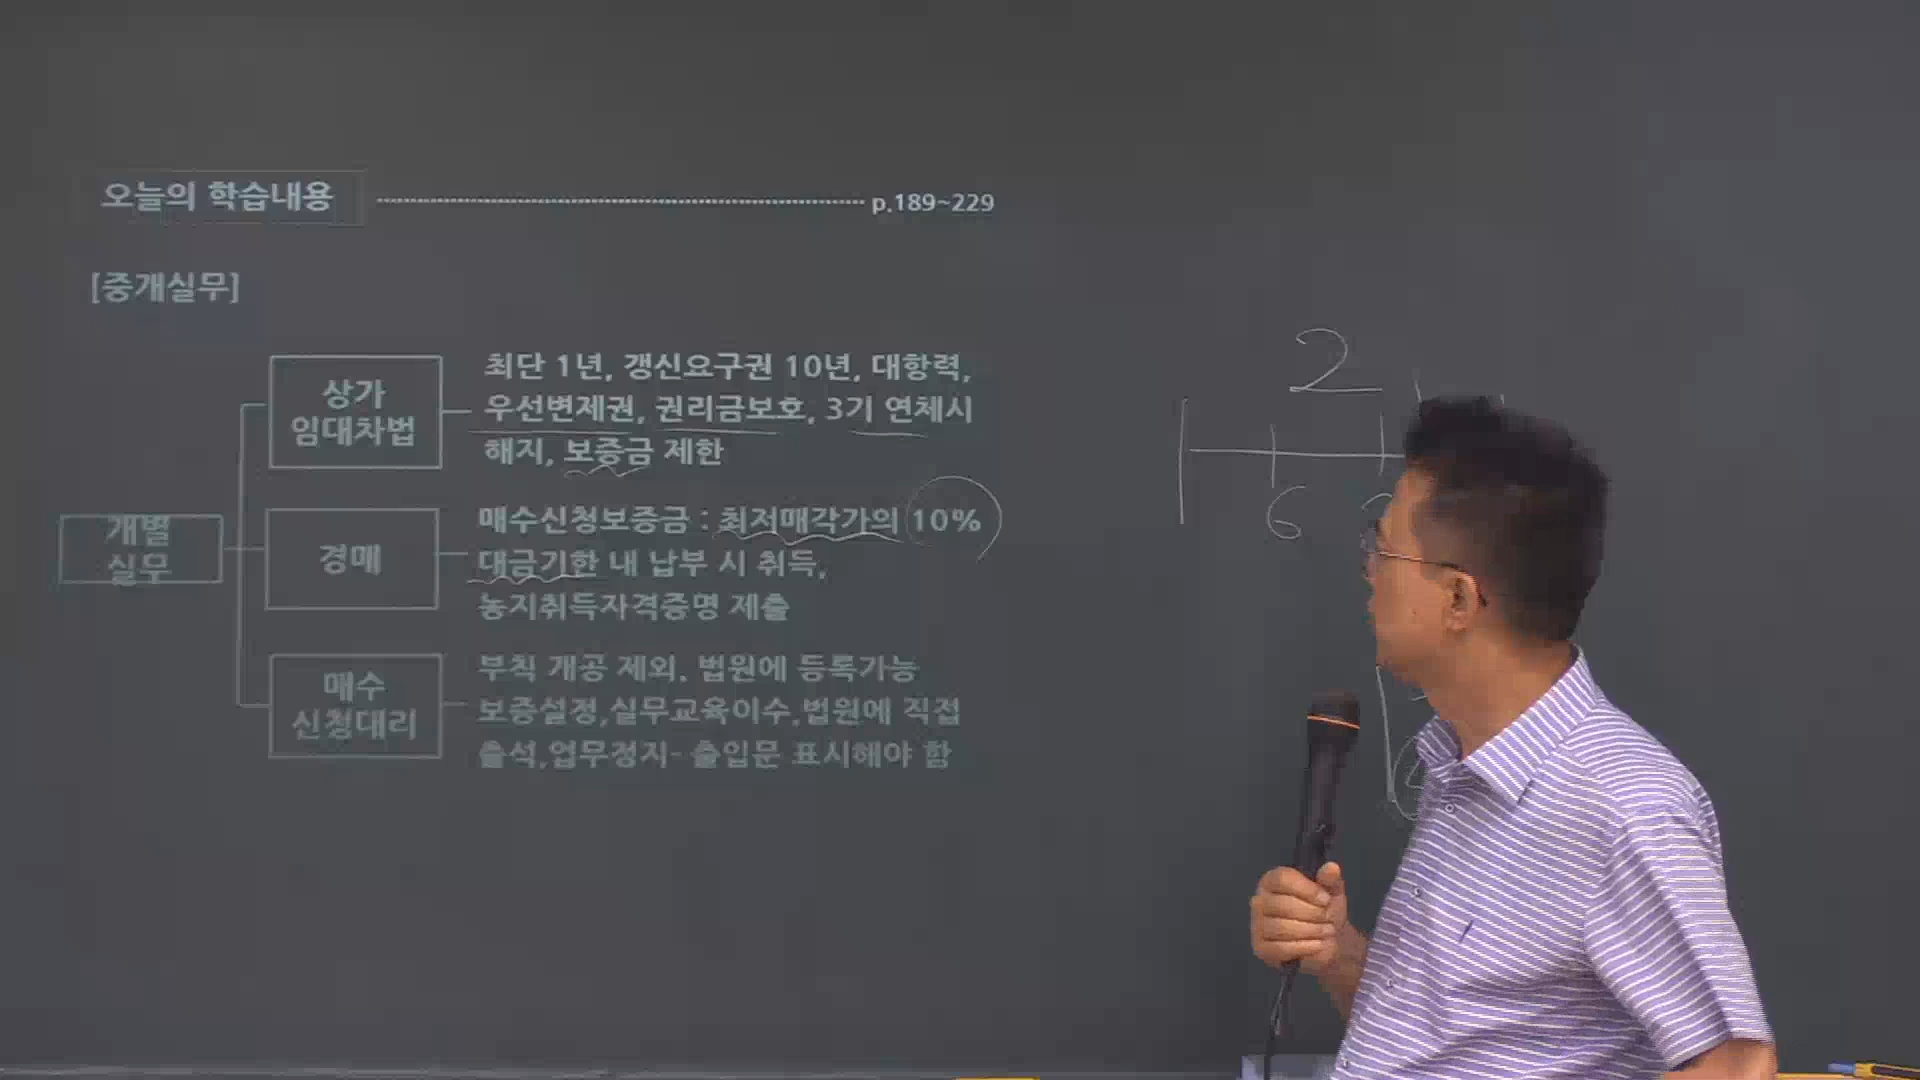 오늘의 학습내용 p.189~229
[중개실무]
개별
실무
상가
임대차법
최단 1년, 갱신요구권 10년, 대항력,
우선변제권, 권리금보호, 3기 연체시
해지, 보증금 제한
경매
매수신청보증금 : 최저매각가의 10%
대금기한 내 납부 시 취득,
농지취득자격증명 제출
매수
신청대리
부칙 개공 제외, 법원에 등록가능
보증설정,실무교육이수,법원에 직접
출석,업무정지- 출입문 표시해야 함
2
6